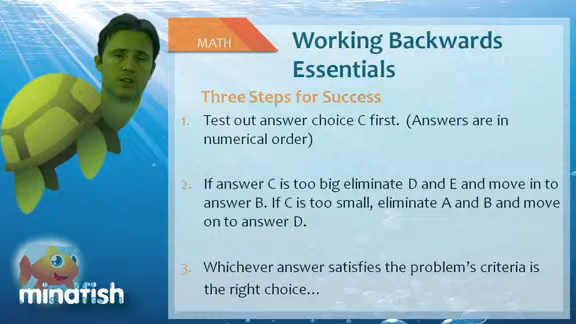 MATH
Working Backwards
Essentials
Three Steps for Success
1. Test out answer choice C first. (Answers are in
numerical order)
2. If answer C is too big eliminate D and E and move in to
answer B. If C is too small, eliminate A and B and move
on to answer D.
3. Whichever answer satisfies the problem's criteria is
the right choice...
mindfish